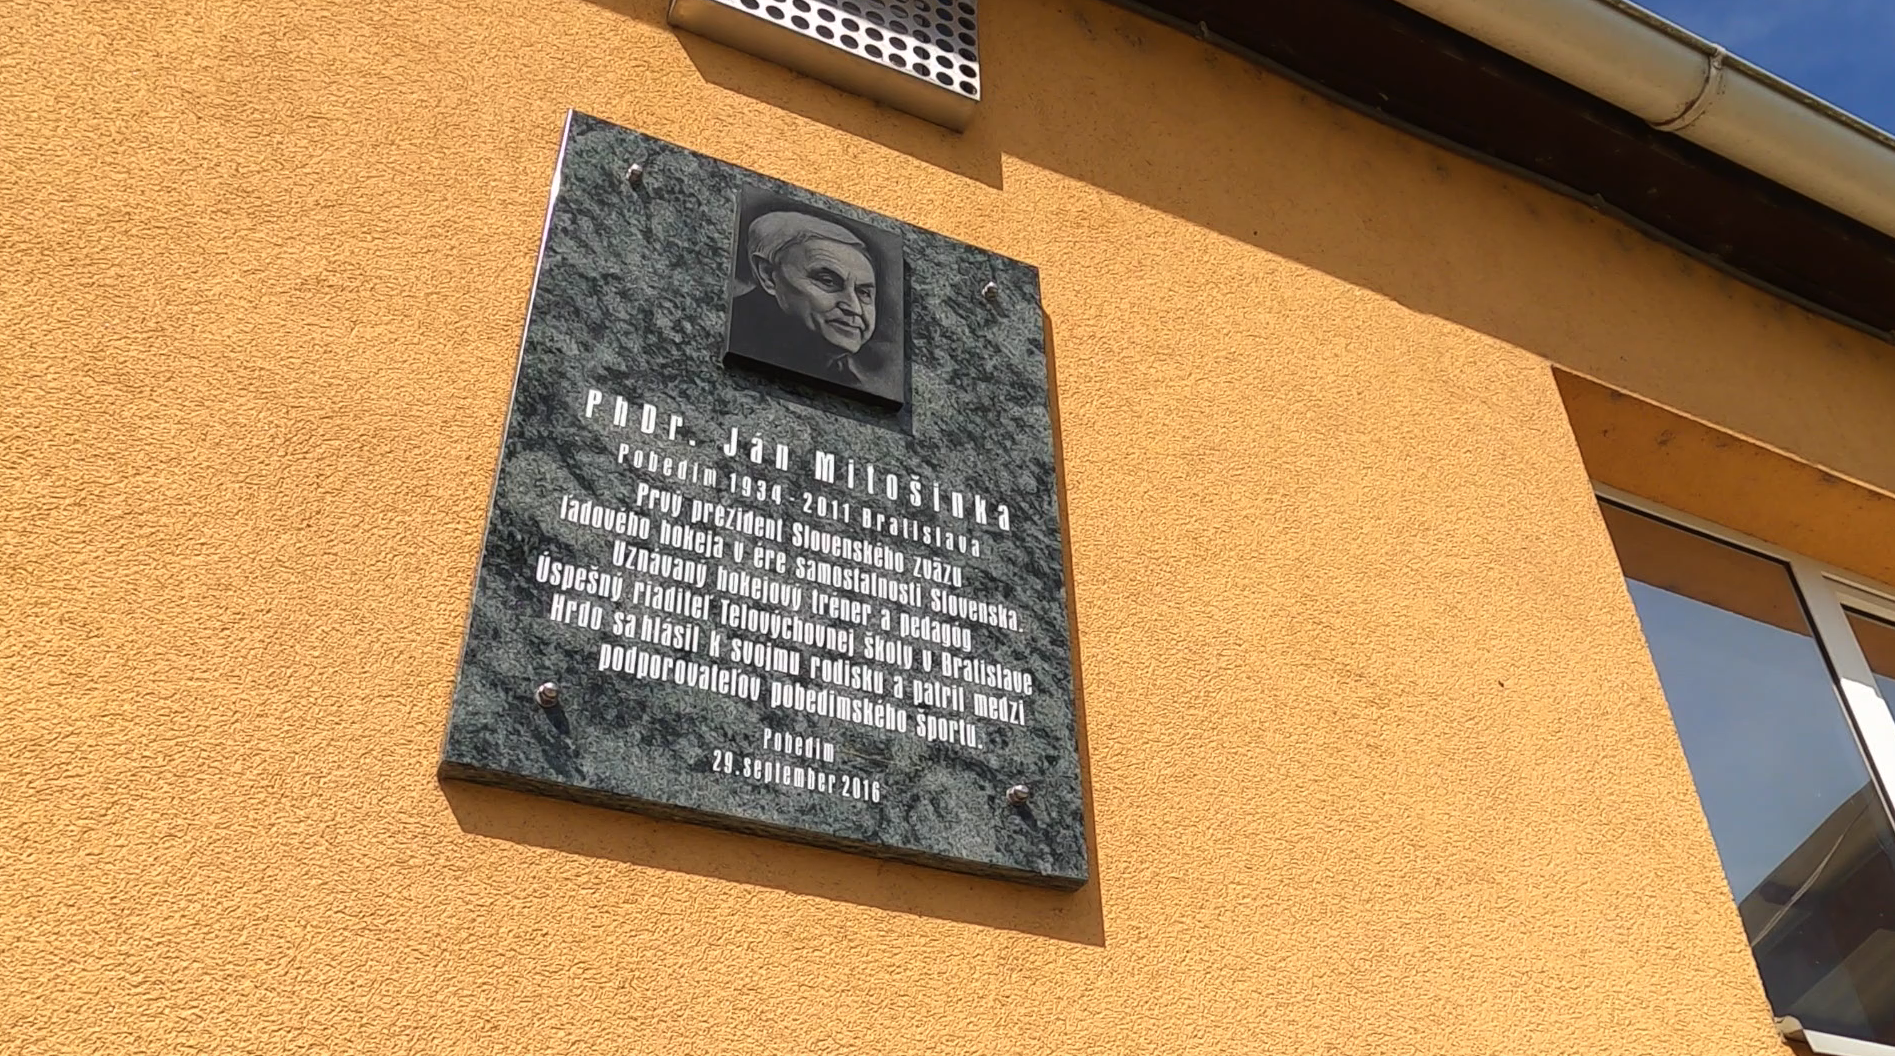 PhDr. Ján Mitošinka
Pobedim 1934 - 2011 Bratislava
Prvý prezident Slovenského zväzu
ľadového hokeja v ére samostatnosti Slovenska.
Uznávaný hokejový tréner a pedagóg
Úspešný riaditeľ Telovýchovnej školy v Bratislave
Hrdo sa hlásil k svojmu rodisku a patril medzi
podporovateľov pobedimského športu.
Pobedim
29. september 2016